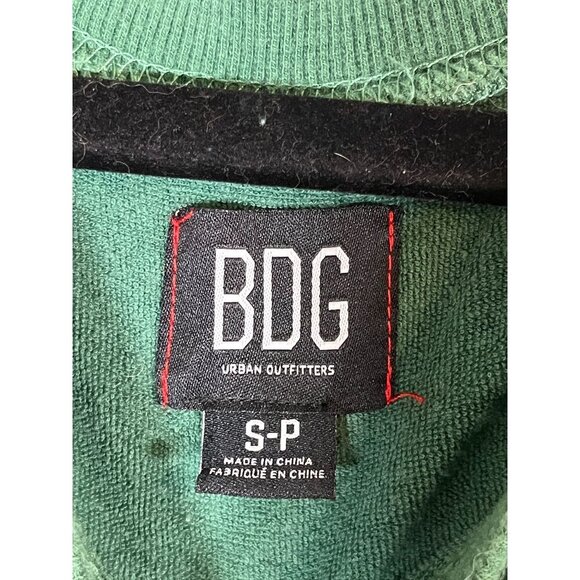 BDG
URBAN OUTFITTERS
S-P
MADE IN CHINA
FABRIQUÉ EN CHINE